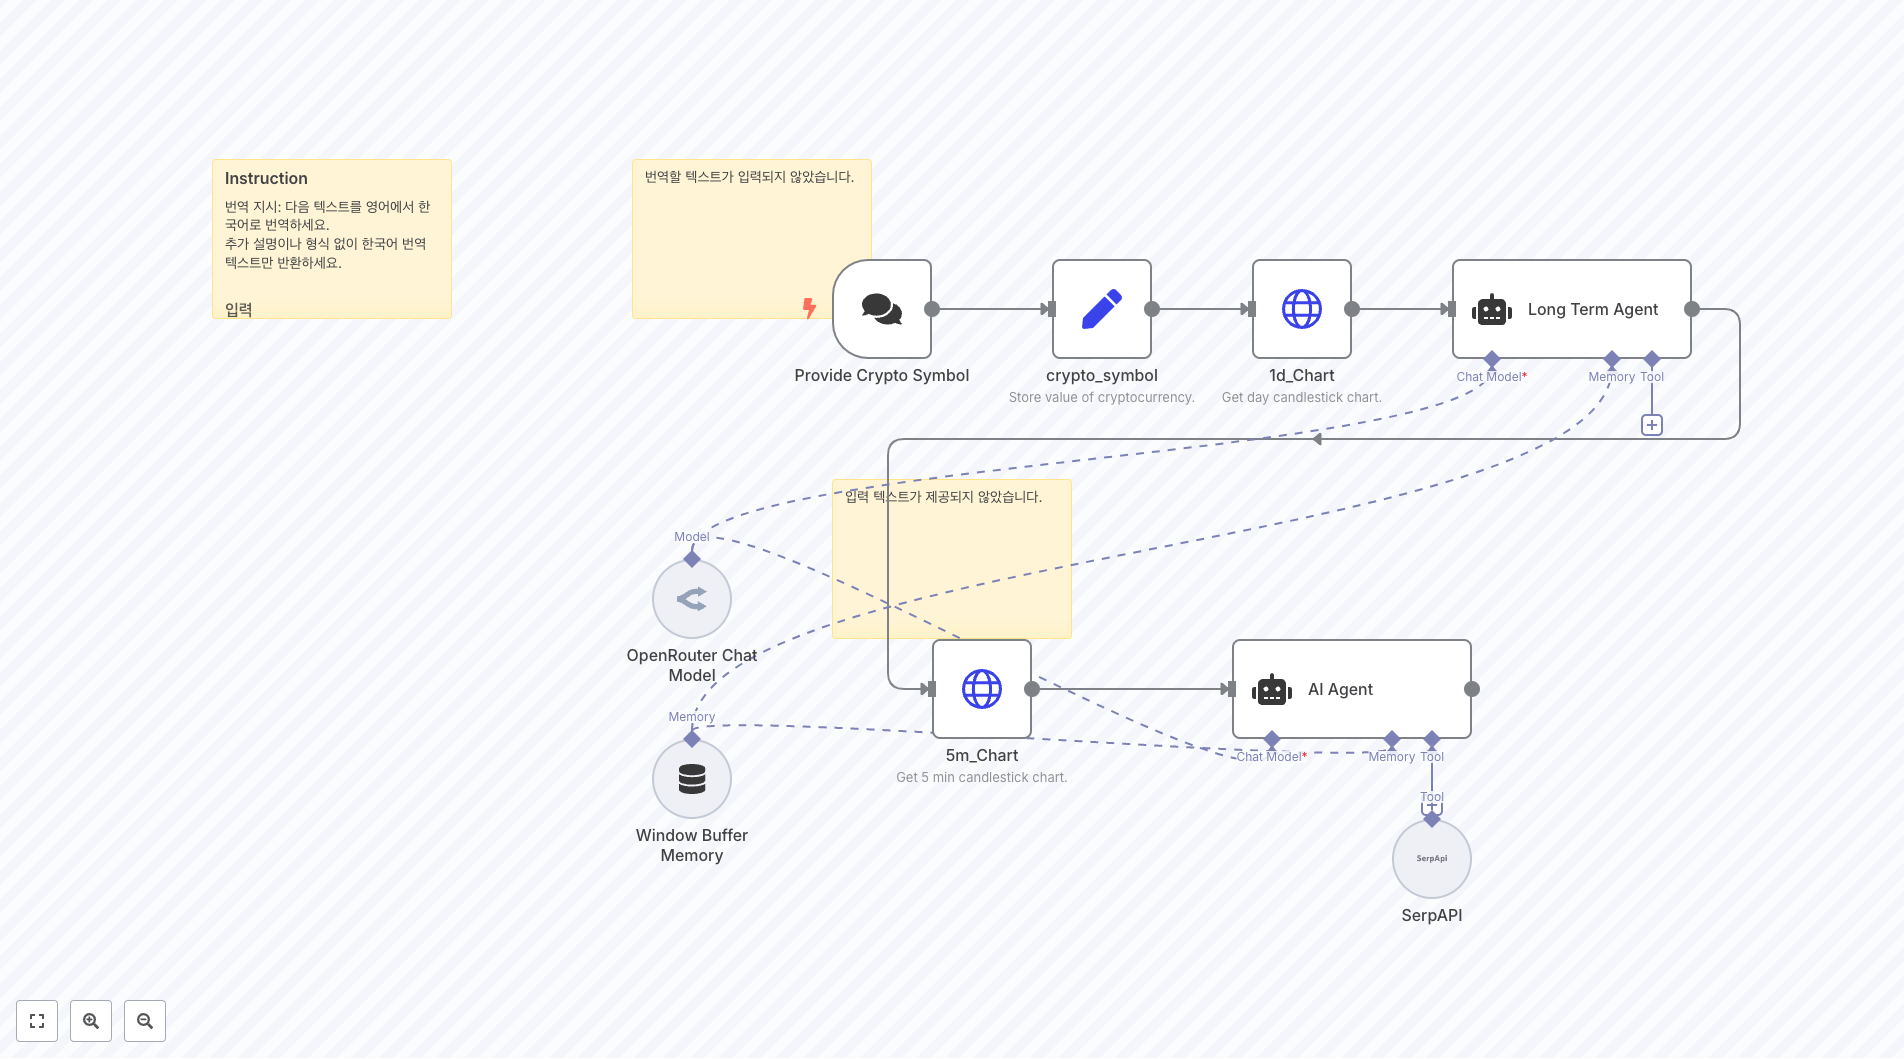 Instruction
번역 지시: 다음 텍스트를 영어에서 한
국어로 번역하세요.
추가 설명이나 형식 없이 한국어 번역
텍스트만 반환하세요.
입력
번역할 텍스트가 입력되지 않았습니다.
Provide Crypto Symbol
crypto_symbol
Store value of cryptocurrency.
1d_Chart
Get day candlestick chart.
Long Term Agent
Chat Model*
Memory
Tool
입력 텍스트가 제공되지 않았습니다.
Model
OpenRouter Chat
Model
Memory
Window Buffer
Memory
5m_Chart
Get 5 min candlestick chart.
AI Agent
Chat Model*
Memory
Tool
Tool
SerpApi
SerpAPI